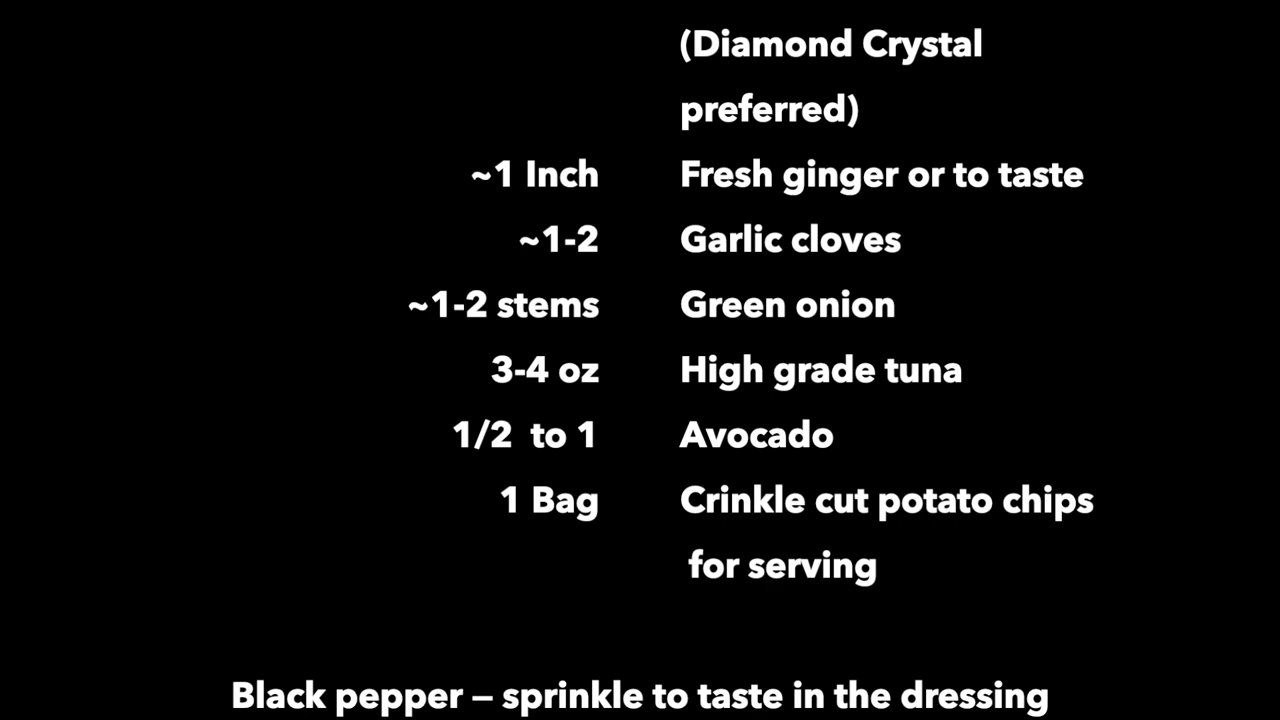 (Diamond Crystal
preferred)
~1 Inch Fresh ginger or to taste
~1-2 Garlic cloves
~1-2 stems Green onion
3-4 oz High grade tuna
1/2 to 1 Avocado
1 Bag Crinkle cut potato chips
for serving
Black pepper – sprinkle to taste in the dressing